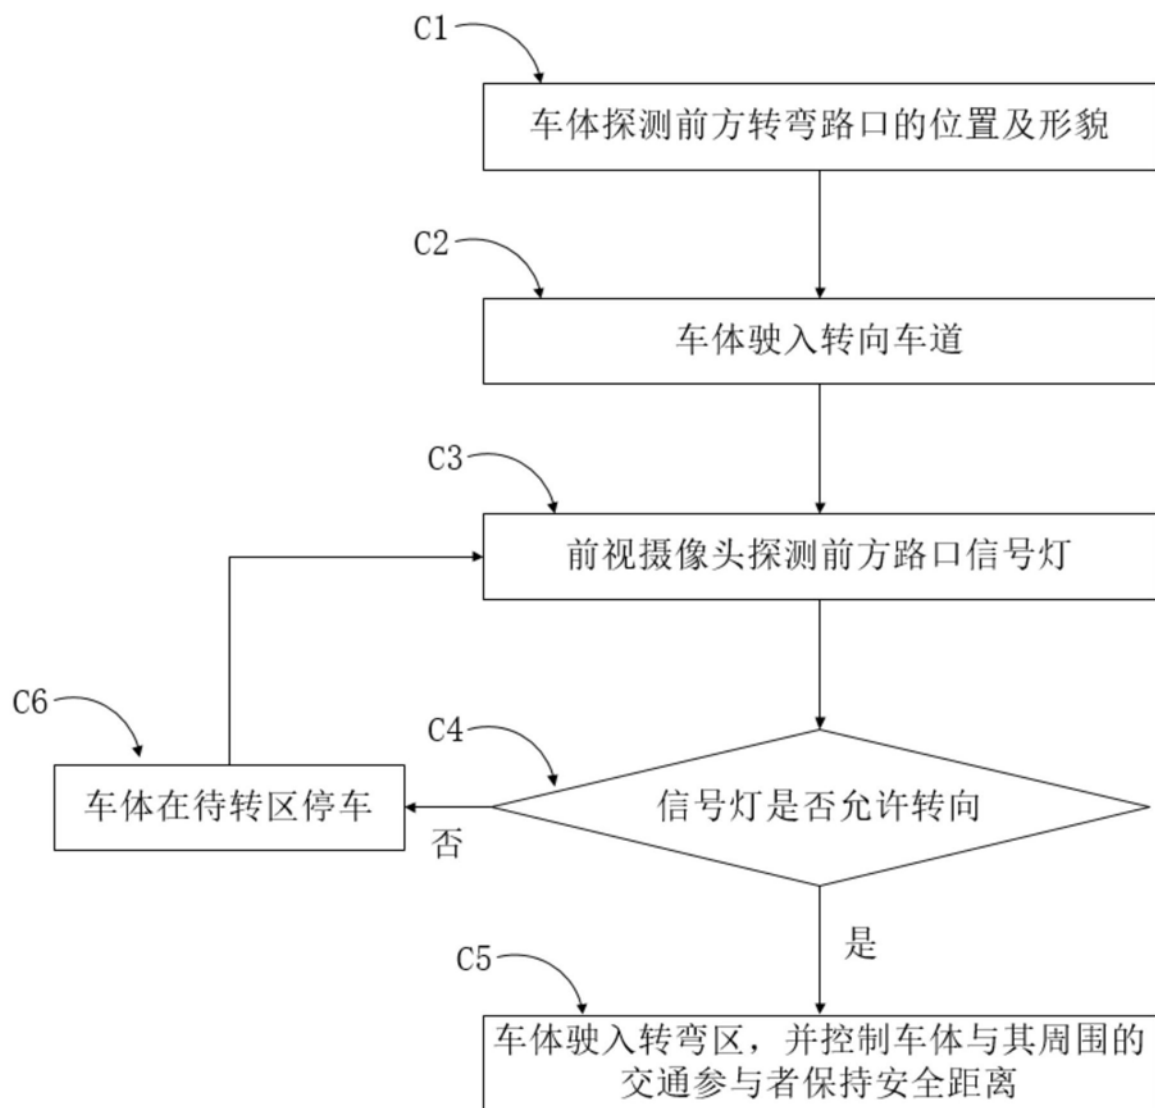 C1
车体探测前方转弯路口的位置及形貌
C2
车体驶入转向车道
C3
前视摄像头探测前方路口信号灯
C6
C4
车体在待转区停车
信号灯是否允许转向
否
是
C5
车体驶入转弯区，并控制车体与其周围的
交通参与者保持安全距离